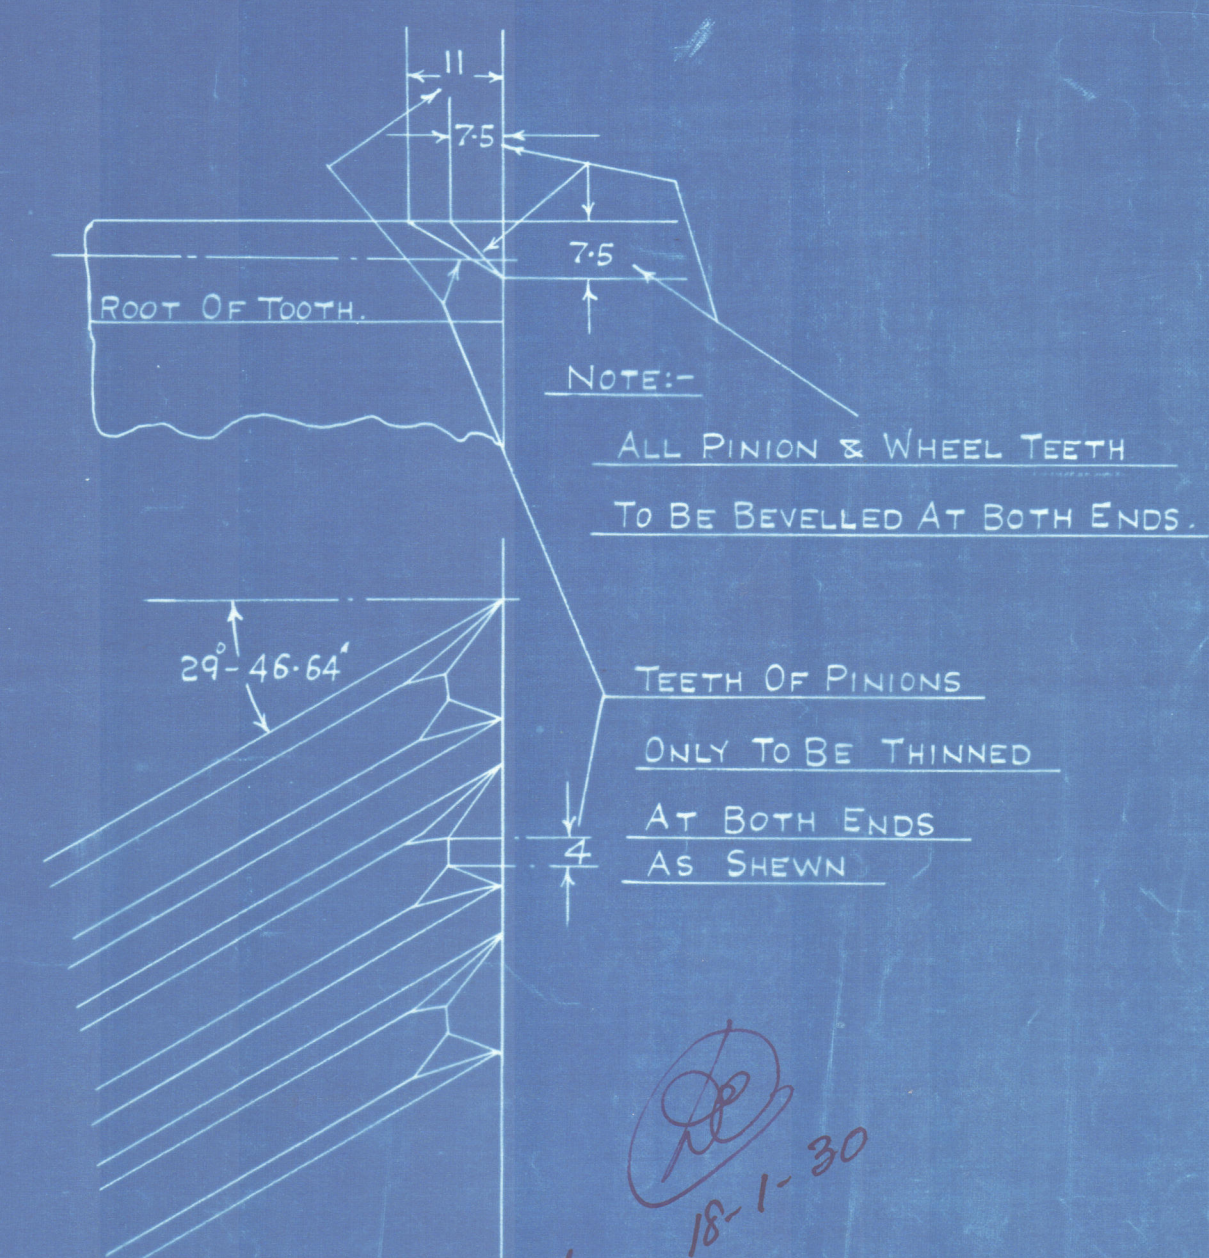 11
7·5
7·5
ROOT OF TOOTH.
NOTE:-
ALL PINION & WHEEL TEETH
TO BE BEVELLED AT BOTH ENDS.
29°-46·64'
TEETH OF PINIONS
ONLY TO BE THINNED
AT BOTH ENDS
4
AS SHEWN
18-1-30